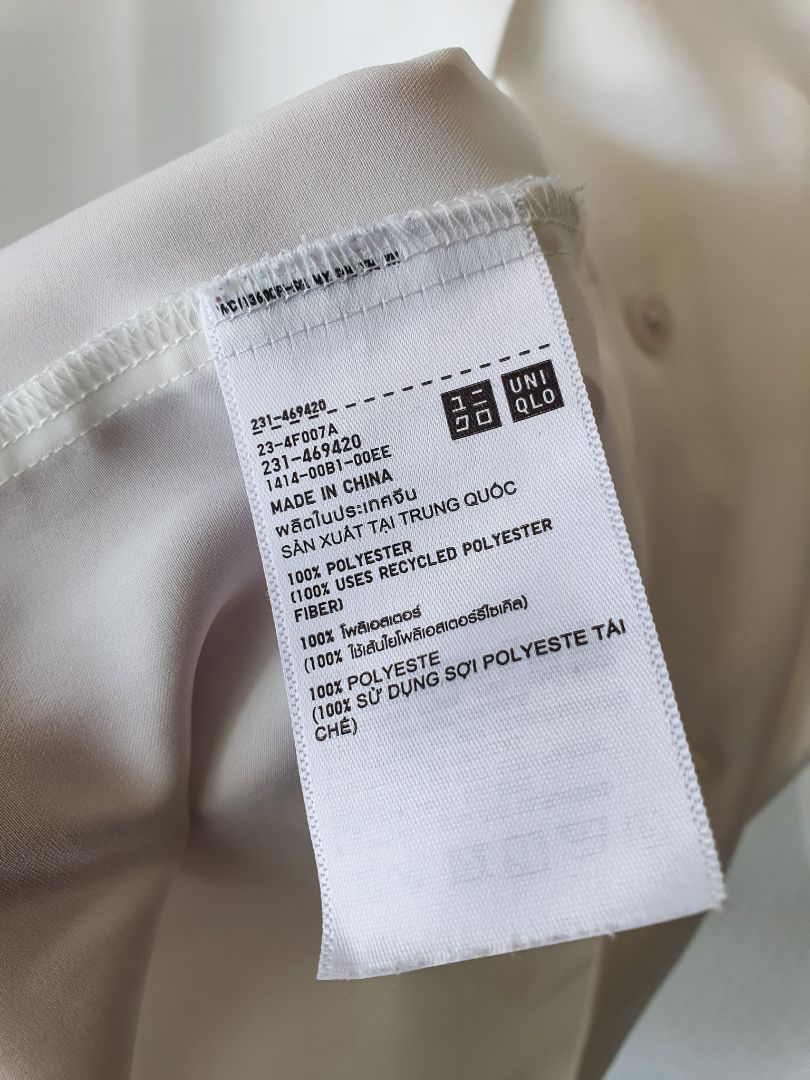 231-469420
ユニ
クロ
UNI
QLO
23-4F007A
231-469420
1414-00B1-00EE
MADE IN CHINA
ผลิตในประเทศจีน
SẢN XUẤT TẠI TRUNG QUỐC
100% POLYESTER
(100% USES RECYCLED POLYESTER
FIBER)
100% โพลิเอสเตอร์
(100% ใช้เส้นใยโพลิเอสเตอร์รีไซเคิล)
100% POLYESTE
(100% SỬ DỤNG SỢI POLYESTE TÁI
CHẾ)